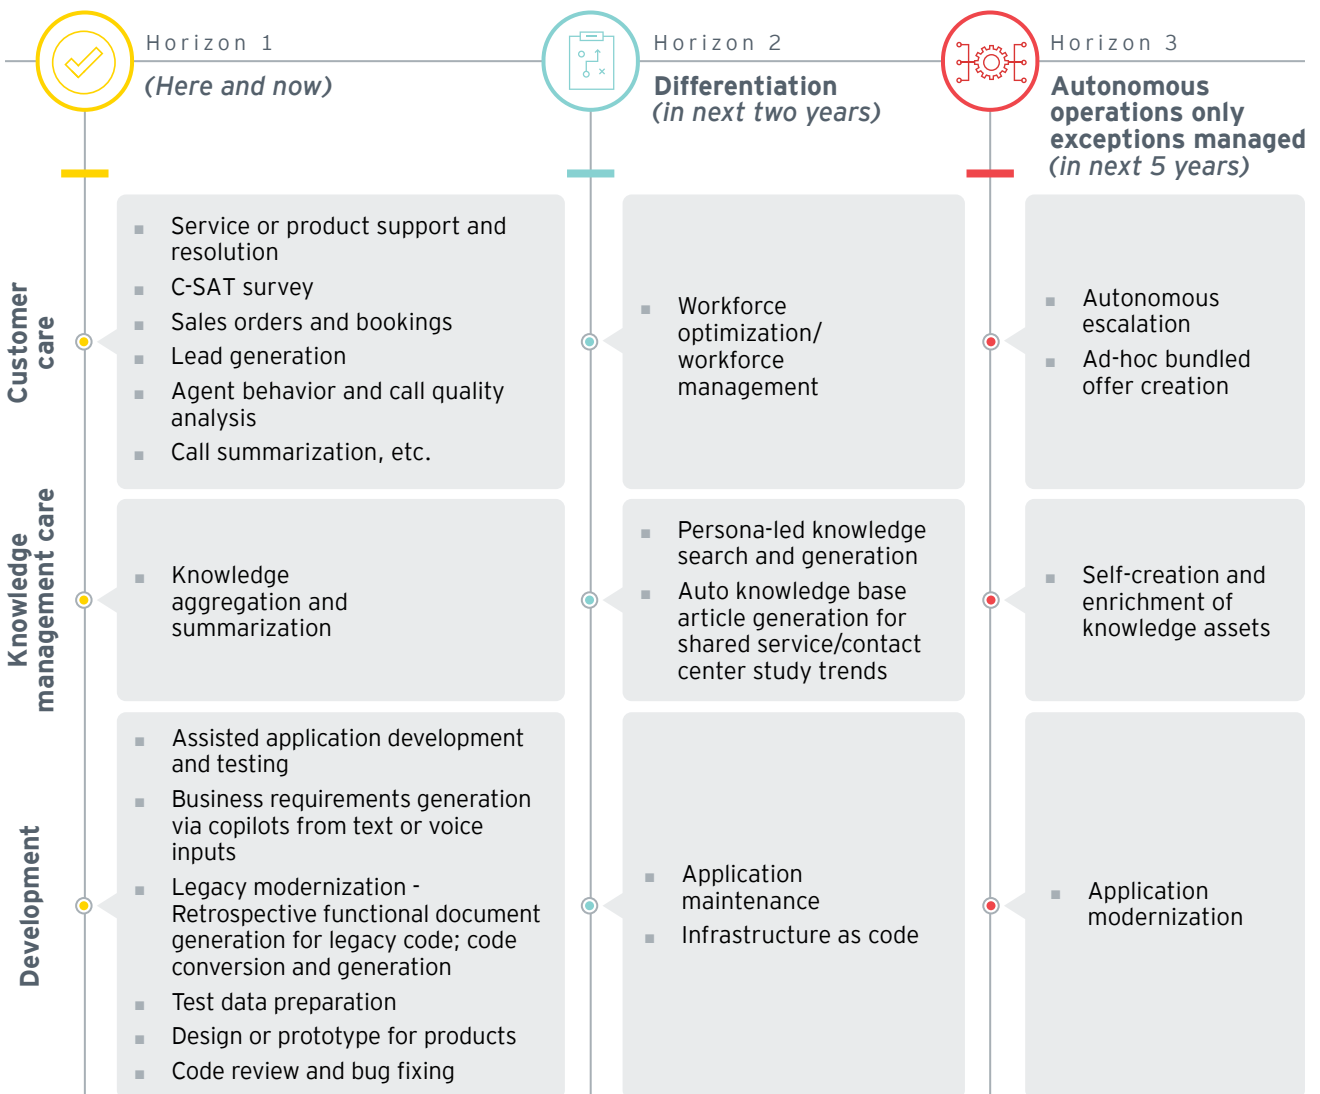 Horizon 1
(Here and now)
Horizon 2
Differentiation
(in next two years)
Horizon 3
Autonomous
operations only
exceptions managed
(in next 5 years)
Customer
care
■ Service or product support and
resolution
■ C-SAT survey
■ Sales orders and bookings
■ Lead generation
■ Agent behavior and call quality
analysis
■ Call summarization, etc.
■ Workforce
optimization/
workforce
management
■ Autonomous
escalation
■ Ad-hoc bundled
offer creation
Knowledge
management care
■ Knowledge
aggregation and
summarization
■ Persona-led knowledge
search and generation
■ Auto knowledge base
article generation for
shared service/contact
center study trends
■ Self-creation and
enrichment of
knowledge assets
Development
■ Assisted application development
and testing
■ Business requirements generation
via copilots from text or voice
inputs
■ Legacy modernization -
Retrospective functional document
generation for legacy code; code
conversion and generation
■ Test data preparation
■ Design or prototype for products
■ Code review and bug fixing
■ Application
maintenance
■ Infrastructure as code
■ Application
modernization